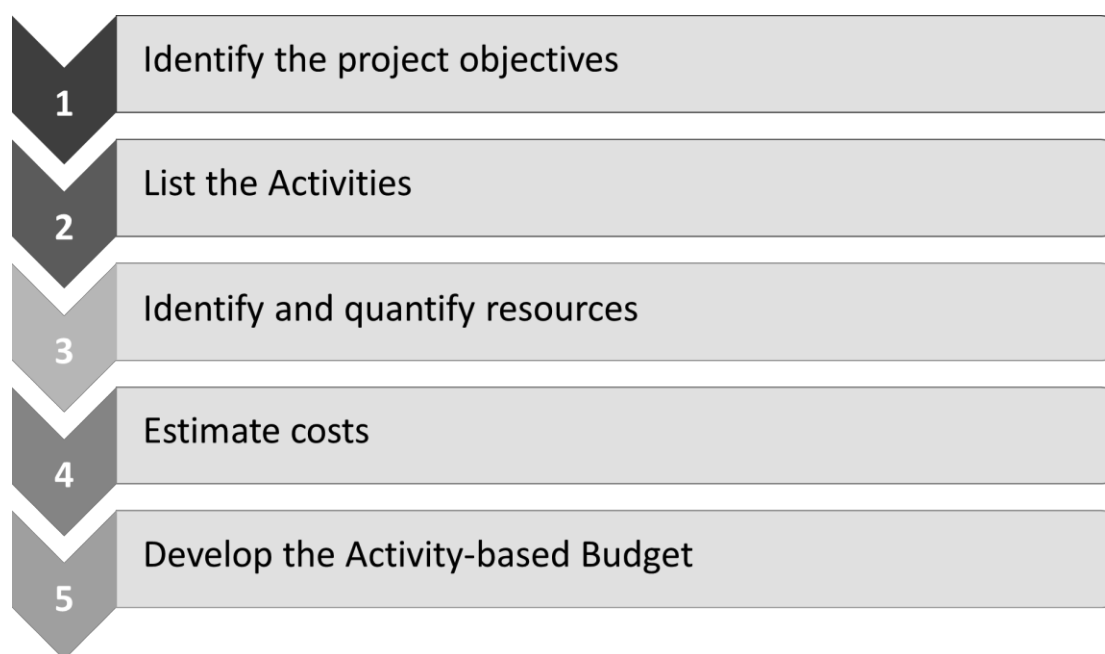 1
Identify the project objectives
2
List the Activities
3
Identify and quantify resources
4
Estimate costs
5
Develop the Activity-based Budget